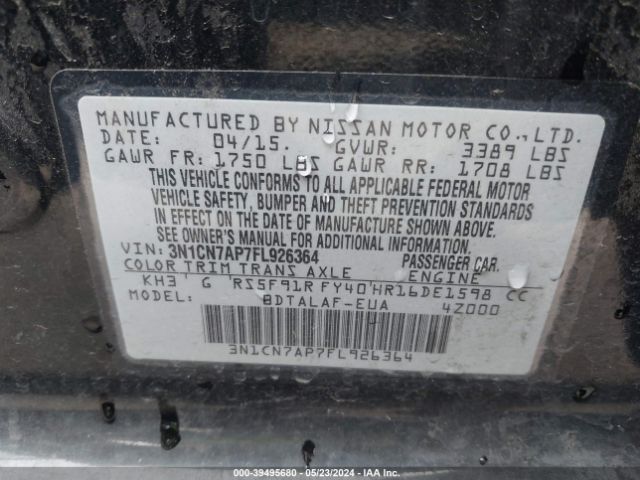 MANUFACTURED BY NISSAN MOTOR CO.,LTD.
DATE: 04/15. GVWR: 3389 LBS
GAWR FR: 1750 LBS GAWR RR: 1708 LBS
THIS VEHICLE CONFORMS TO ALL APPLICABLE FEDERAL MOTOR
VEHICLE SAFETY, BUMPER AND THEFT PREVENTION STANDARDS
IN EFFECT ON THE DATE OF MANUFACTURE SHOWN ABOVE.
SEE OWNER'S MANUAL FOR ADDITIONAL INFORMATION.
VIN: 3N1CN7AP7FL926364 PASSENGER CAR.
COLOR TRIM TRANS AXLE ENGINE
KH3 G RS5F91R FY40 HR16DE1598 CC
MODEL: BDTALAF-EUA 4Z000
3N1CN7AP7FL926364
00-39495680 - 05/23/2024 - IAA Inc.